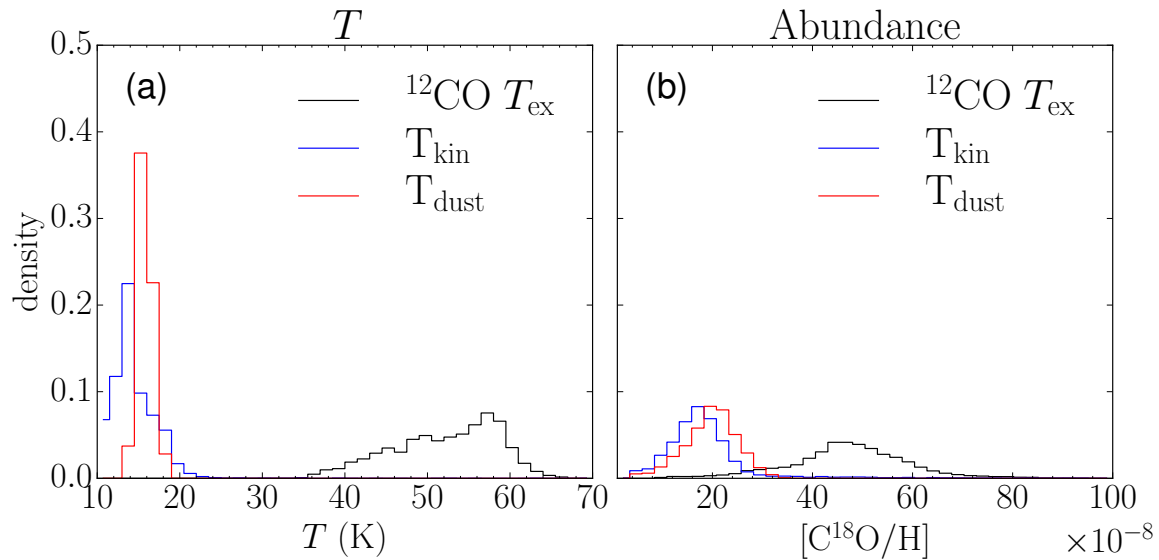 T Abundance
0.5
(a) ¹²CO T_ex (b) ¹²CO T_ex
0.4
T_kin T_kin
T_dust T_dust
0.3
density
0.2
0.1
0.0
10 20 30 40 50 60 70 20 40 60 80 100
T (K) [C¹⁸O/H] ×10⁻⁸